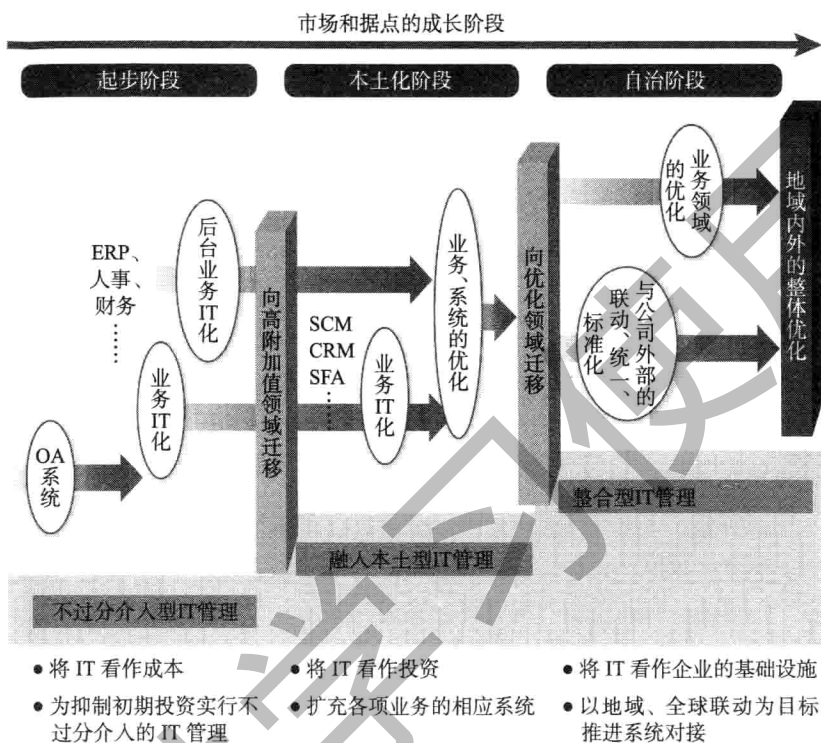 市场和据点的成长阶段
起步阶段
本土化阶段
自治阶段
OA
系统
ERP、
人事、
财务
……
业务IT化
后台业务IT化
向高附加值领域迁移
SCM
CRM
SFA
……
业务IT化
业务、系统的优化
向优化领域迁移
业务领域
的优化
与公司外部的
联动、统一、
标准化
地域内外的整体优化
不过分介入型IT管理
融入本土型IT管理
整合型IT管理
● 将 IT 看作成本
● 为抑制初期投资实行不
过分介入的 IT 管理
● 将 IT 看作投资
● 扩充各项业务的相应系统
● 将 IT 看作企业的基础设施
● 以地域、全球联动为目标
推进系统对接
学习使用